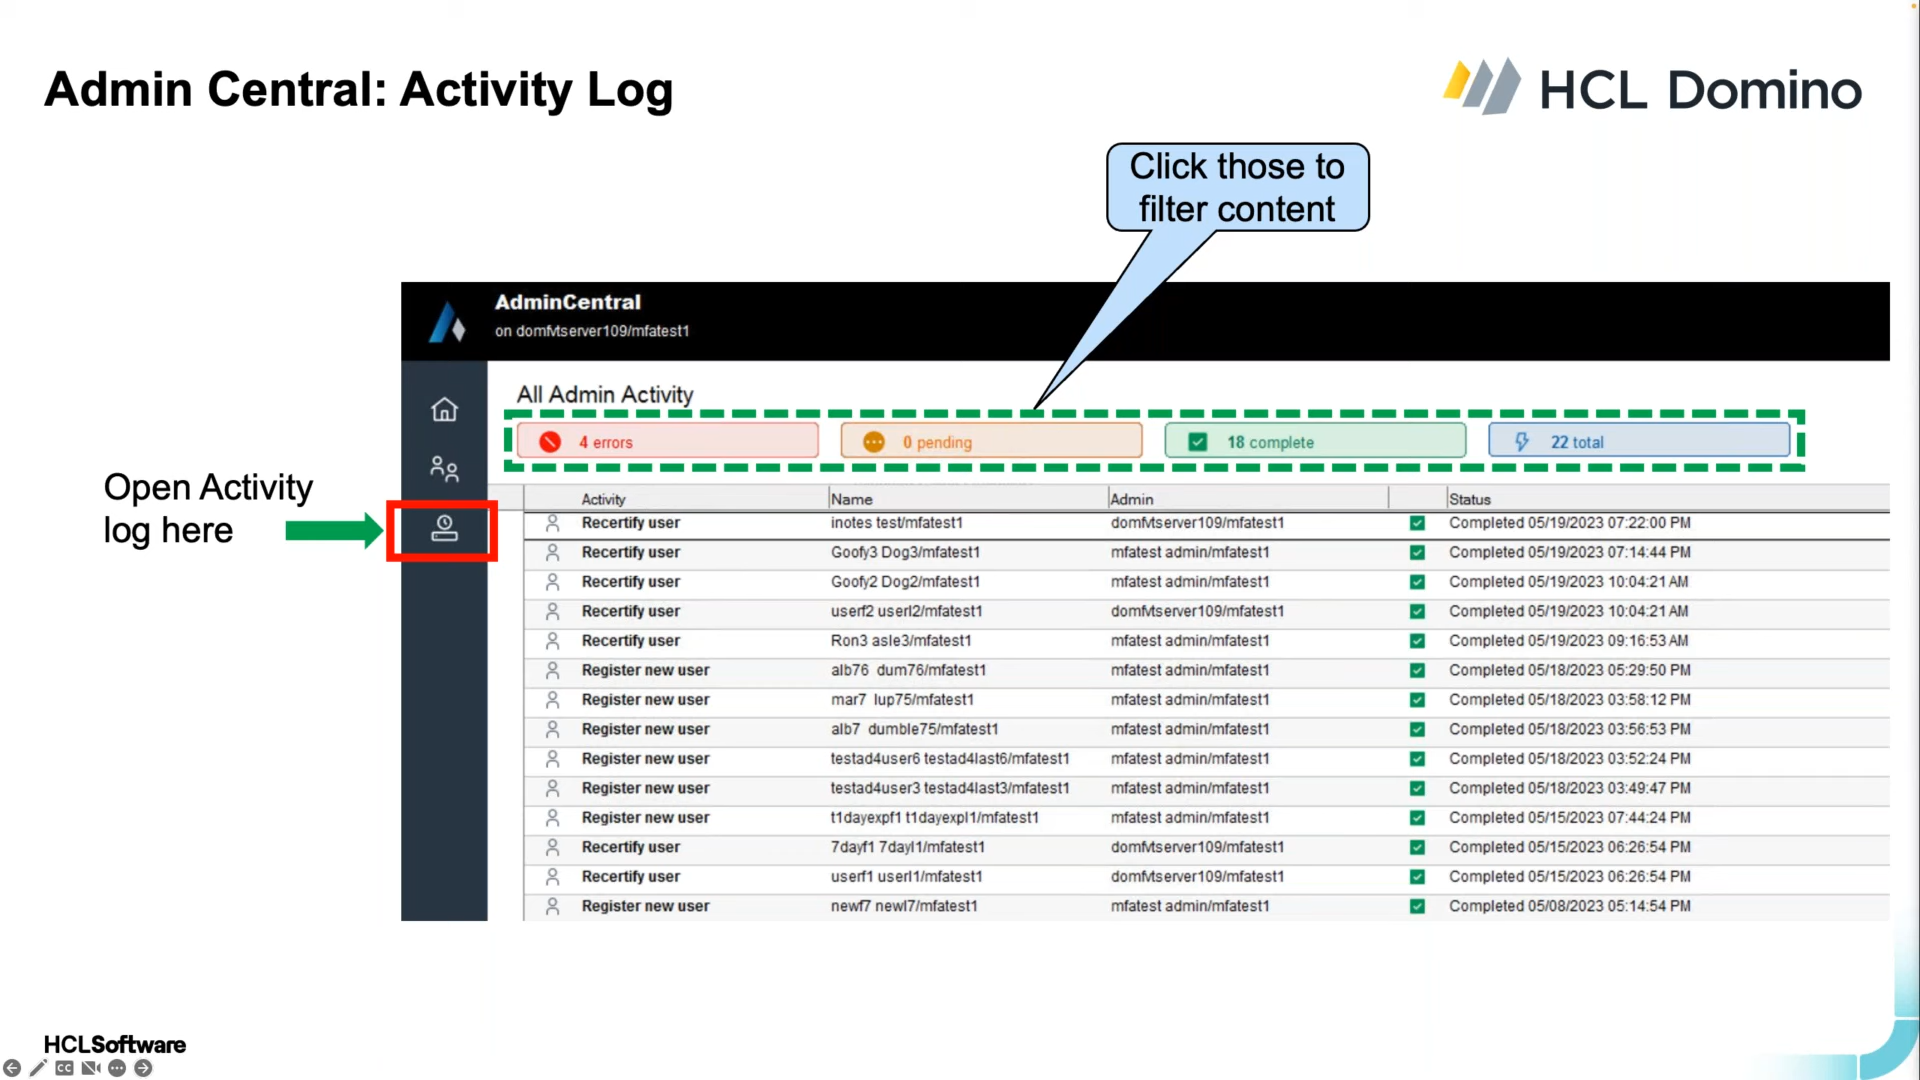 Admin Central: Activity Log
HCL Domino
Click those to
filter content
AdminCentral
on domfvtserver109/mfatest1
All Admin Activity
4 errors
0 pending
18 complete
22 total
Open Activity
log here
Activity Name Admin Status
Recertify user inotes test/mfatest1 domfvtserver109/mfatest1 Completed 05/19/2023 07:22:00 PM
Recertify user Goofy3 Dog3/mfatest1 mfatest admin/mfatest1 Completed 05/19/2023 07:14:44 PM
Recertify user Goofy2 Dog2/mfatest1 mfatest admin/mfatest1 Completed 05/19/2023 10:04:21 AM
Recertify user userf2 userl2/mfatest1 domfvtserver109/mfatest1 Completed 05/19/2023 10:04:21 AM
Recertify user Ron3 asle3/mfatest1 mfatest admin/mfatest1 Completed 05/19/2023 09:16:53 AM
Register new user alb76 dum76/mfatest1 mfatest admin/mfatest1 Completed 05/18/2023 05:29:50 PM
Register new user mar7 lup75/mfatest1 mfatest admin/mfatest1 Completed 05/18/2023 03:58:12 PM
Register new user alb7 dumble75/mfatest1 mfatest admin/mfatest1 Completed 05/18/2023 03:56:53 PM
Register new user testad4user6 testad4last6/mfatest1 mfatest admin/mfatest1 Completed 05/18/2023 03:52:24 PM
Register new user testad4user3 testad4last3/mfatest1 mfatest admin/mfatest1 Completed 05/18/2023 03:49:47 PM
Register new user t1dayexpf1 t1dayexpl1/mfatest1 mfatest admin/mfatest1 Completed 05/15/2023 07:44:24 PM
Recertify user 7dayf1 7dayl1/mfatest1 domfvtserver109/mfatest1 Completed 05/15/2023 06:26:54 PM
Recertify user userf1 userl1/mfatest1 domfvtserver109/mfatest1 Completed 05/15/2023 06:26:54 PM
Register new user newf7 newl7/mfatest1 mfatest admin/mfatest1 Completed 05/08/2023 05:14:54 PM
HCLSoftware
CC